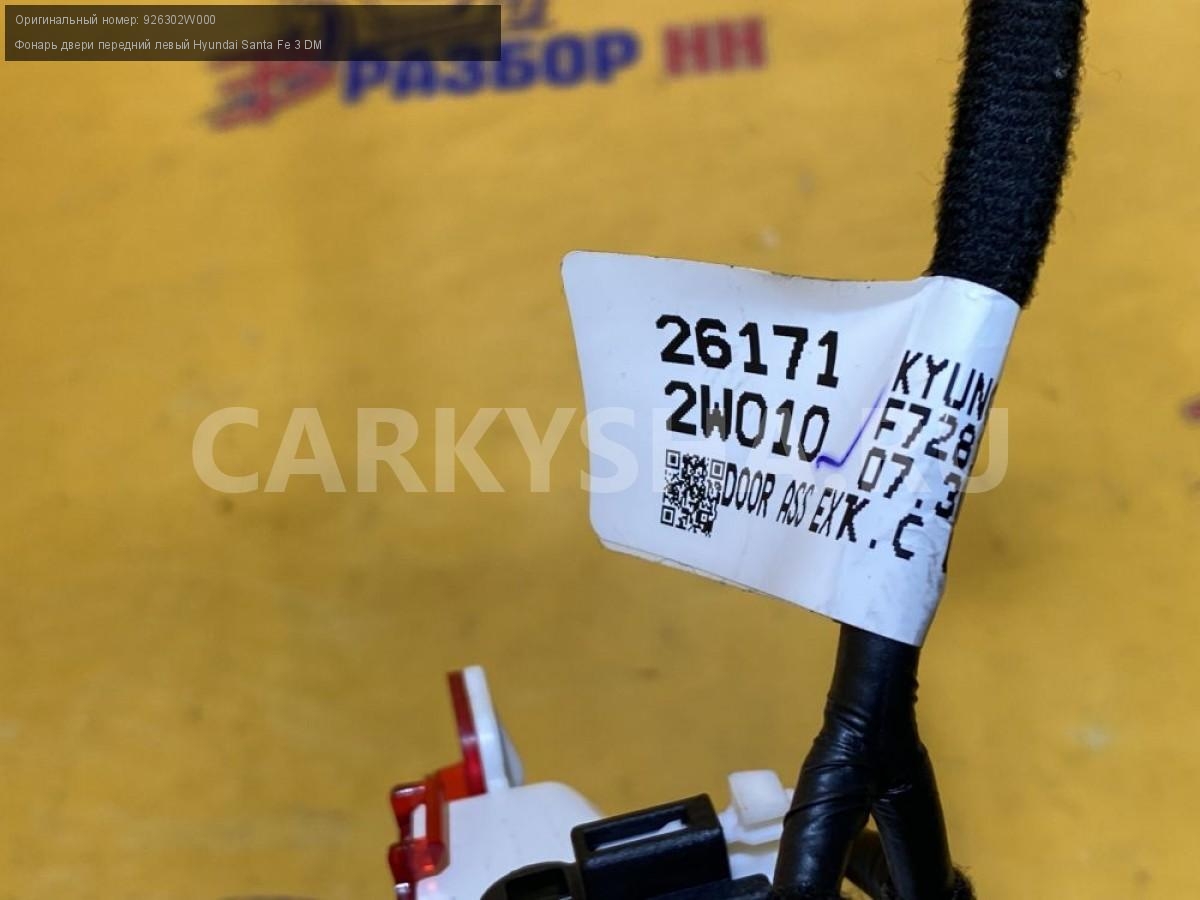 Оригинальный номер: 926302W000
Фонарь двери передний левый Hyundai Santa Fe 3 DM
РАЗБОР НН
26171
2W010
DOOR ASS EX
KYUN
F728
07.3
K.C
CARKYSHA.RU